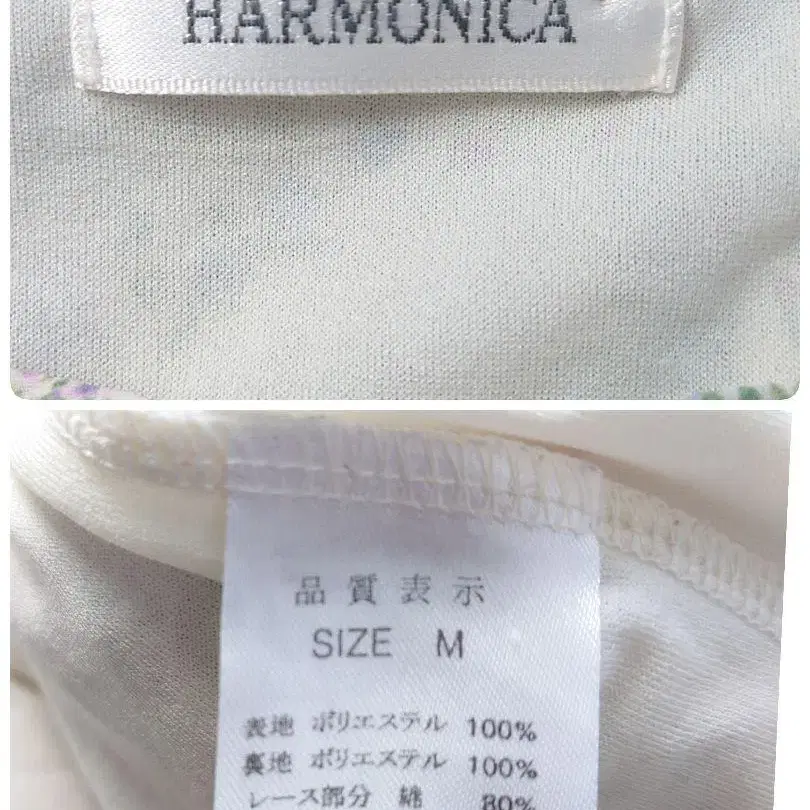 HARMONICA
品質表示
SIZE M
表地 ポリエステル 100%
裏地 ポリエステル 100%
レース部分 綿 80%